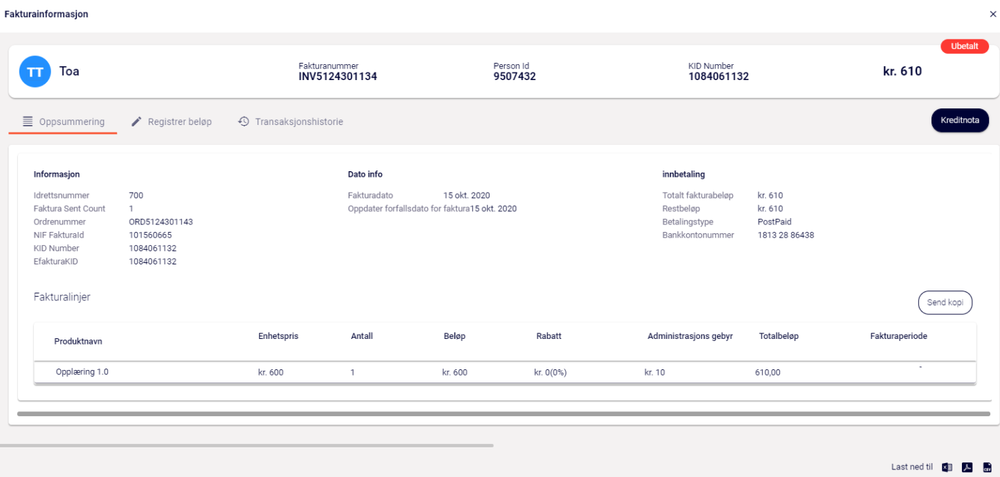 Fakturainformasjon
Ubetalt
TT Toa
Fakturanummer
INV5124301134
Person Id
9507432
KID Number
1084061132
kr. 610
Oppsummering Registrer beløp Transaksjonshistorie
Kreditnota
Informasjon
Idrettsnummer 700
Faktura Sent Count 1
Ordrenummer ORD5124301143
NIF FakturaId 101560665
KID Number 1084061132
EfakturaKID 1084061132
Dato info
Fakturadato 15 okt. 2020
Oppdater forfallsdato for faktura15 okt. 2020
innbetaling
Totalt fakturabeløp kr. 610
Restbeløp kr. 610
Betalingstype PostPaid
Bankkontonummer 1813 28 86438
Fakturalinjer
Send kopi
Produktnavn Enhetspris Antall Beløp Rabatt Administrasjons gebyr Totalbeløp Fakturaperiode
Opplæring 1.0 kr. 600 1 kr. 600 kr. 0(0%) kr. 10 610,00 -
Last ned til